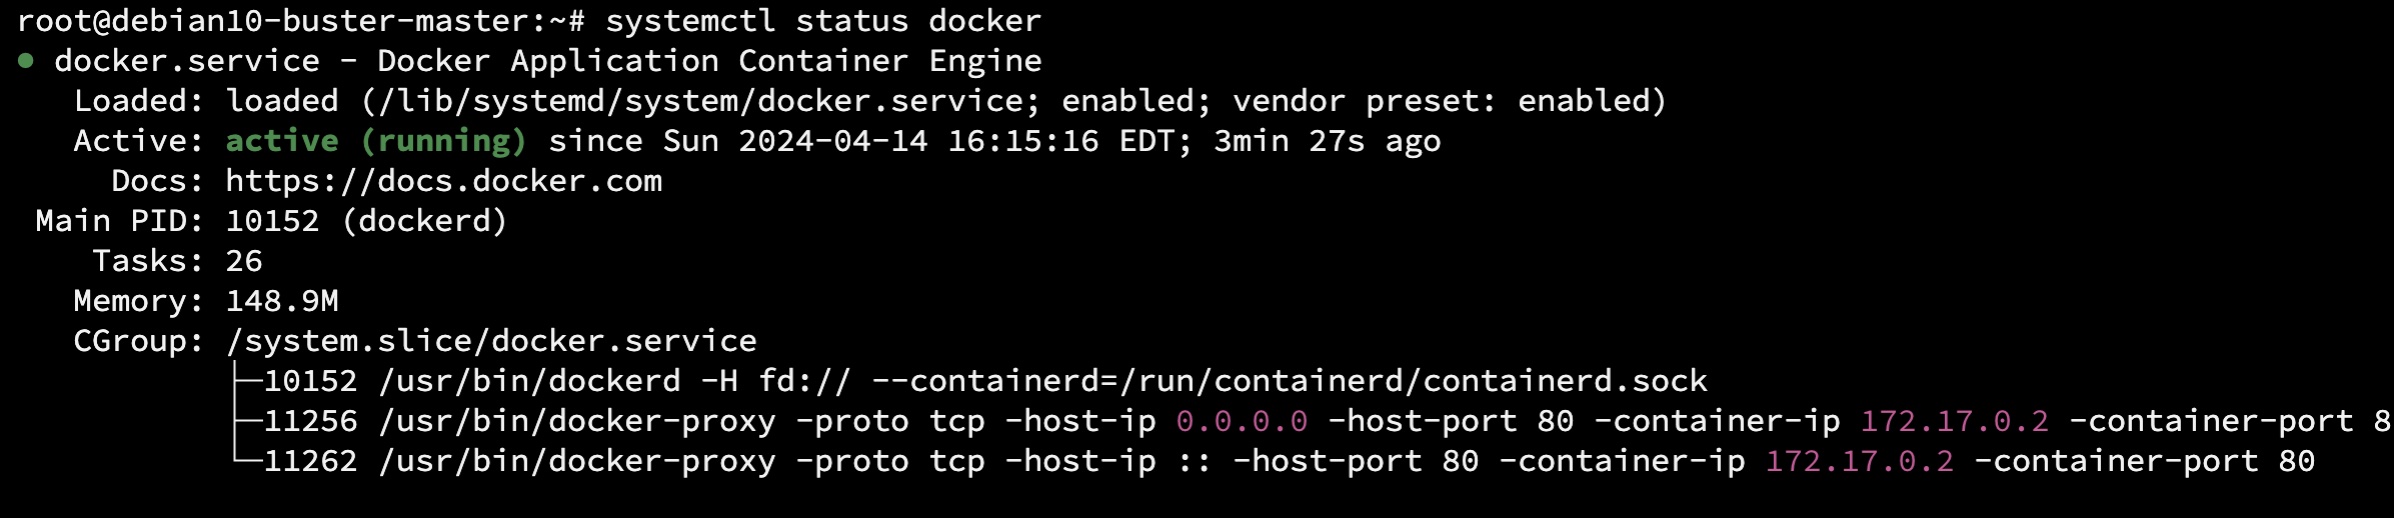 root@debian10-buster-master:~# systemctl status docker
● docker.service - Docker Application Container Engine
   Loaded: loaded (/lib/systemd/system/docker.service; enabled; vendor preset: enabled)
   Active: active (running) since Sun 2024-04-14 16:15:16 EDT; 3min 27s ago
     Docs: https://docs.docker.com
 Main PID: 10152 (dockerd)
    Tasks: 26
   Memory: 148.9M
   CGroup: /system.slice/docker.service
           ├─10152 /usr/bin/dockerd -H fd:// --containerd=/run/containerd/containerd.sock
           ├─11256 /usr/bin/docker-proxy -proto tcp -host-ip 0.0.0.0 -host-port 80 -container-ip 172.17.0.2 -container-port 8
           └─11262 /usr/bin/docker-proxy -proto tcp -host-ip :: -host-port 80 -container-ip 172.17.0.2 -container-port 80